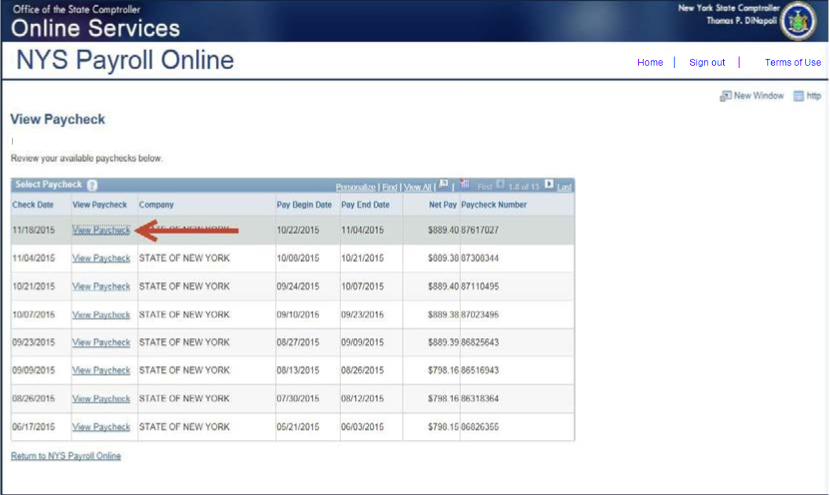 Office of the State Comptroller
Online Services
New York State Comptroller
Thomas P. DiNapoli
NYS Payroll Online
Home | Sign out | Terms of Use
New Window http
View Paycheck
Review your available paychecks below.
Select Paycheck ? Personalize | Find | View All | | First 1-8 of 13 Last
Check Date View Paycheck Company Pay Begin Date Pay End Date Net Pay Paycheck Number
11/18/2015 View Paycheck STATE OF NEW YORK 10/22/2015 11/04/2015 $889.40 87617027
11/04/2015 View Paycheck STATE OF NEW YORK 10/08/2015 10/21/2015 $889.38 87308344
10/21/2015 View Paycheck STATE OF NEW YORK 09/24/2015 10/07/2015 $889.40 87110495
10/07/2015 View Paycheck STATE OF NEW YORK 09/10/2015 09/23/2015 $889.38 87023495
09/23/2015 View Paycheck STATE OF NEW YORK 08/27/2015 09/09/2015 $889.39 86825643
09/09/2015 View Paycheck STATE OF NEW YORK 08/13/2015 08/26/2015 $798.16 86516943
08/26/2015 View Paycheck STATE OF NEW YORK 07/30/2015 08/12/2015 $798.16 86318364
06/17/2015 View Paycheck STATE OF NEW YORK 05/21/2015 06/03/2015 $798.15 86826355
Return to NYS Payroll Online